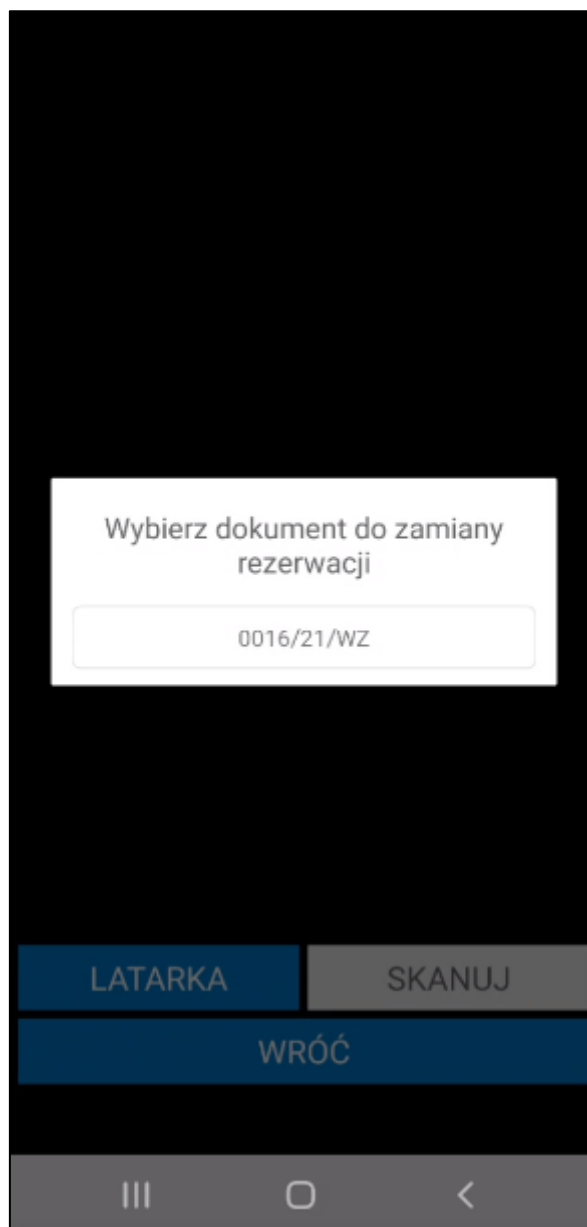 Wybierz dokument do zamiany
rezerwacji
0016/21/WZ
LATARKA
SKANUJ
WRÓĆ